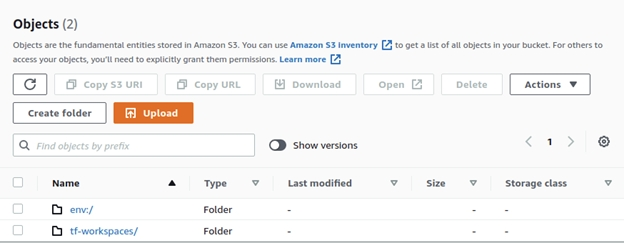 Objects (2)
Objects are the fundamental entities stored in Amazon S3. You can use Amazon S3 inventory to get a list of all objects in your bucket. For others to
access your objects, you'll need to explicitly grant them permissions. Learn more
Copy S3 URI Copy URL Download Open Delete Actions
Create folder Upload
Find objects by prefix Show versions 1
Name Type Last modified Size Storage class
env:/ Folder - - -
tf-workspaces/ Folder - - -